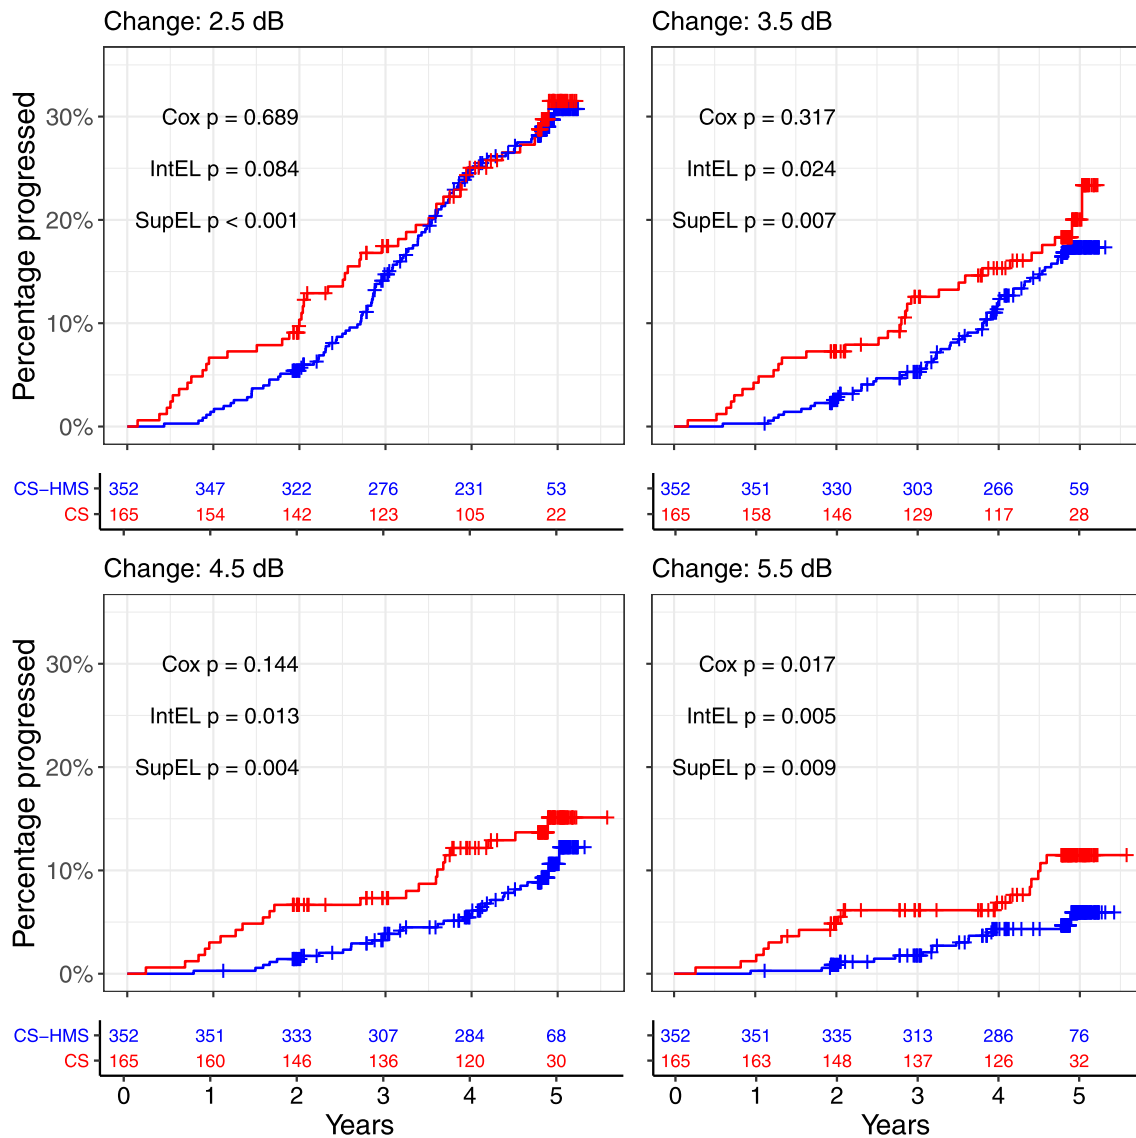 Change: 2.5 dB
Change: 3.5 dB
Percentage progressed
30%
20%
10%
0%
Cox p = 0.689
IntEL p = 0.084
SupEL p < 0.001
Cox p = 0.317
IntEL p = 0.024
SupEL p = 0.007
CS−HMS 352 347 322 276 231 53
CS 165 154 142 123 105 22
352 351 330 303 266 59
165 158 146 129 117 28
Change: 4.5 dB
Change: 5.5 dB
Percentage progressed
30%
20%
10%
0%
Cox p = 0.144
IntEL p = 0.013
SupEL p = 0.004
Cox p = 0.017
IntEL p = 0.005
SupEL p = 0.009
CS−HMS 352 351 333 307 284 68
CS 165 160 146 136 120 30
0 1 2 3 4 5
Years
352 351 335 313 286 76
165 163 148 137 126 32
0 1 2 3 4 5
Years